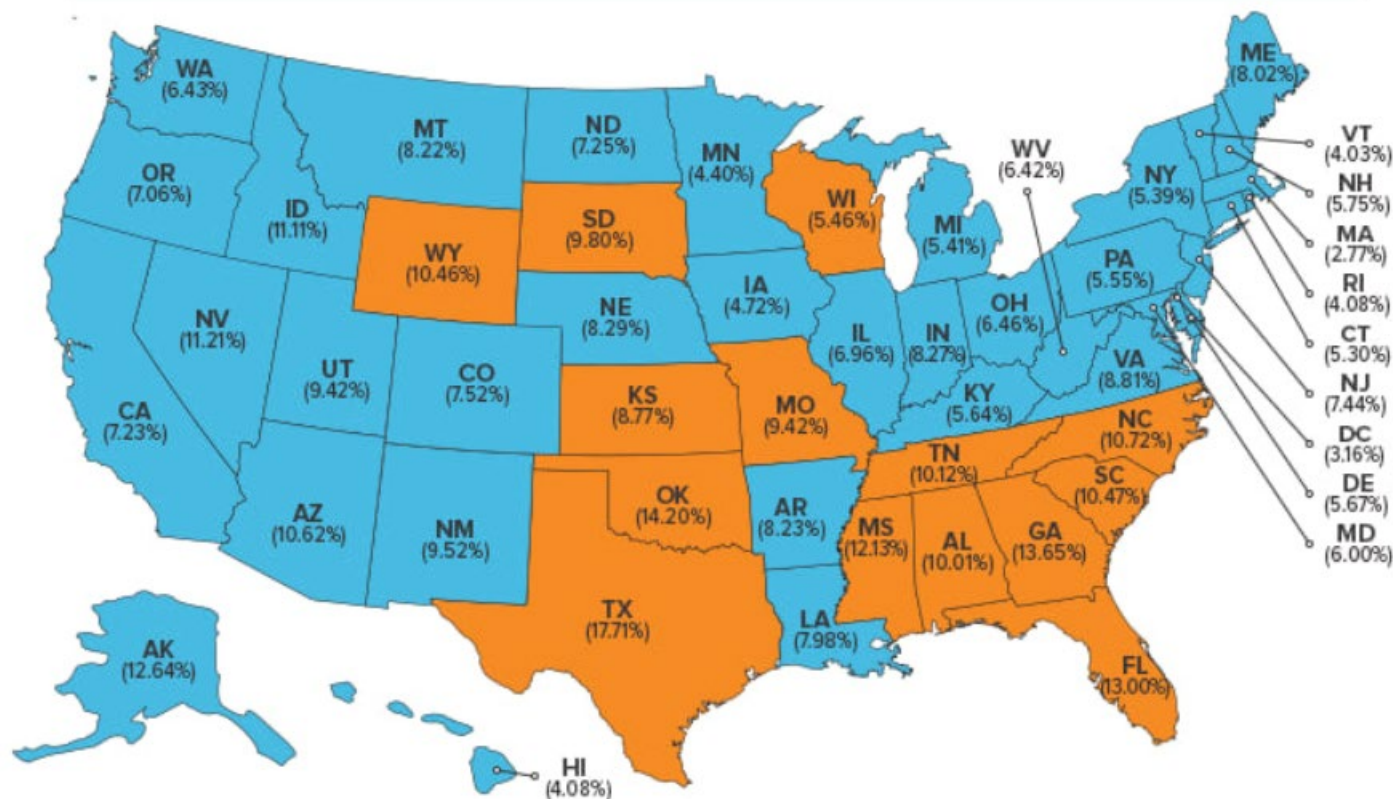 WA
(6.43%)
OR
(7.06%)
CA
(7.23%)
ID
(11.11%)
NV
(11.21%)
MT
(8.22%)
WY
(10.46%)
UT
(9.42%)
AZ
(10.62%)
CO
(7.52%)
NM
(9.52%)
ND
(7.25%)
SD
(9.80%)
NE
(8.29%)
KS
(8.77%)
OK
(14.20%)
TX
(17.71%)
MN
(4.40%)
IA
(4.72%)
MO
(9.42%)
AR
(8.23%)
LA
(7.98%)
WI
(5.46%)
IL
(6.96%)
MI
(5.41%)
IN
(8.27%)
OH
(6.46%)
KY
(5.64%)
TN
(10.12%)
MS
(12.13%)
AL
(10.01%)
GA
(13.65%)
FL
(13.00%)
SC
(10.47%)
NC
(10.72%)
VA
(8.81%)
WV
(6.42%)
PA
(5.55%)
NY
(5.39%)
ME
(8.02%)
VT
(4.03%)
NH
(5.75%)
MA
(2.77%)
RI
(4.08%)
CT
(5.30%)
NJ
(7.44%)
DC
(3.16%)
DE
(5.67%)
MD
(6.00%)
AK
(12.64%)
HI
(4.08%)